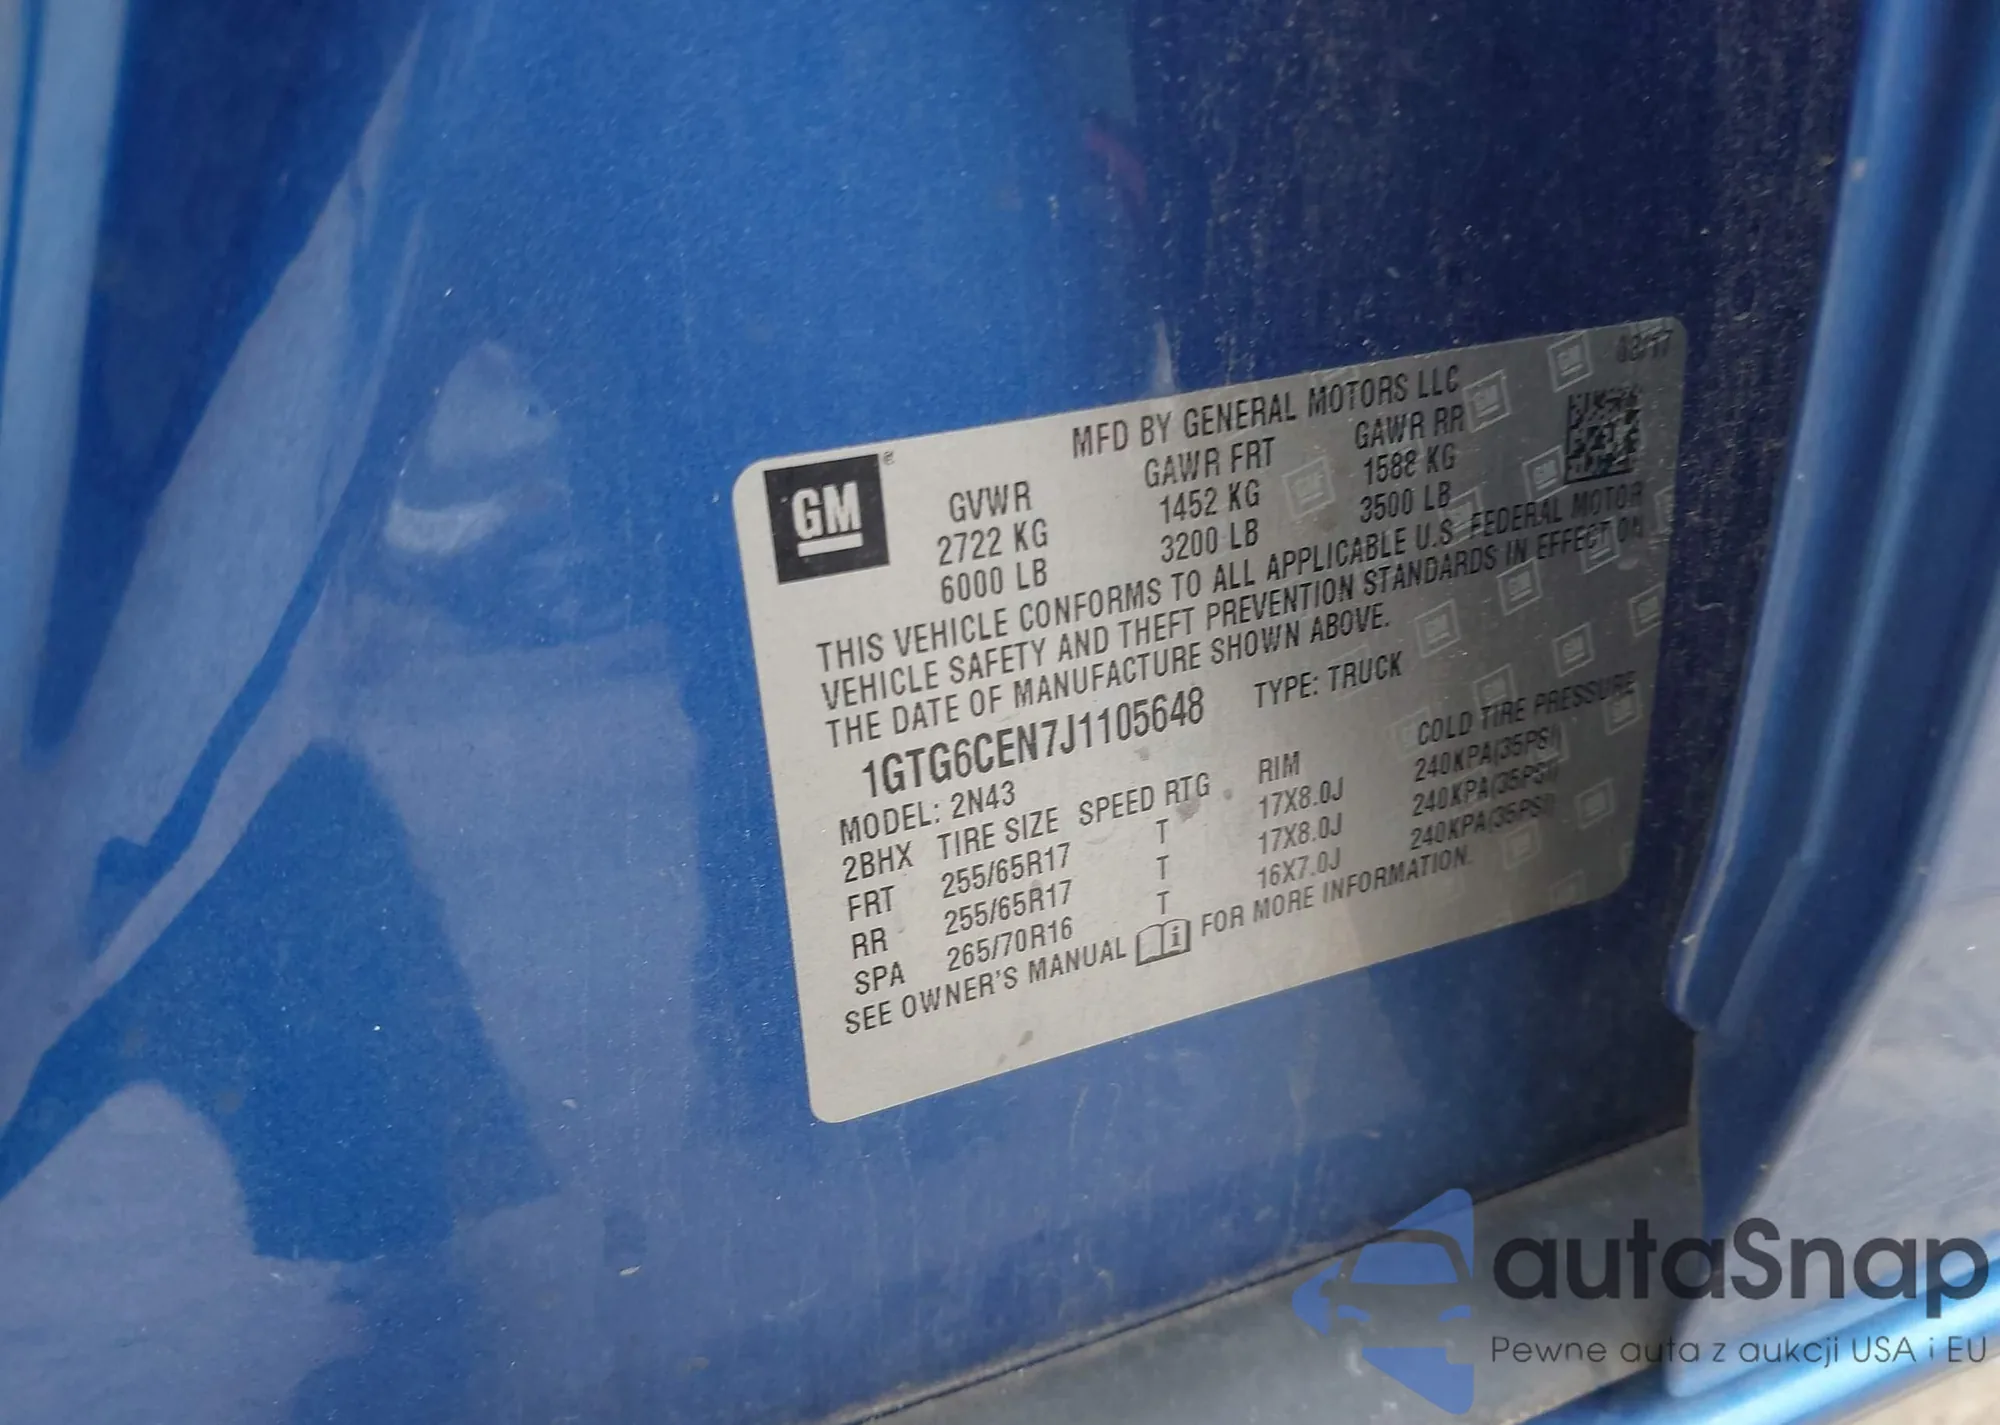 08/17
MFD BY GENERAL MOTORS LLC
GM®
GVWR GAWR FRT GAWR RR
2722 KG 1452 KG 1588 KG
6000 LB 3200 LB 3500 LB
THIS VEHICLE CONFORMS TO ALL APPLICABLE U.S FEDERAL MOTOR
VEHICLE SAFETY AND THEFT PREVENTION STANDARDS IN EFFECT ON
THE DATE OF MANUFACTURE SHOWN ABOVE.
1GTG6CEN7J1105648 TYPE: TRUCK
MODEL: 2N43
2BHX TIRE SIZE SPEED RTG RIM COLD TIRE PRESSURE
FRT 255/65R17 T 17X8.0J 240KPA(35PSI)
RR 255/65R17 T 17X8.0J 240KPA(35PSI)
SPA 265/70R16 T 16X7.0J 240KPA(35PSI)
SEE OWNER'S MANUAL FOR MORE INFORMATION.
autaSnap
Pewne auta z aukcji USA i EU